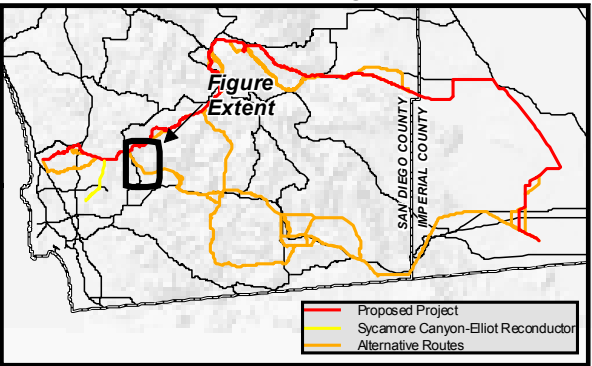 Figure
Extent
SAN DIEGO COUNTY
IMPERIAL COUNTY
Proposed Project
Sycamore Canyon-Elliot Reconductor
Alternative Routes